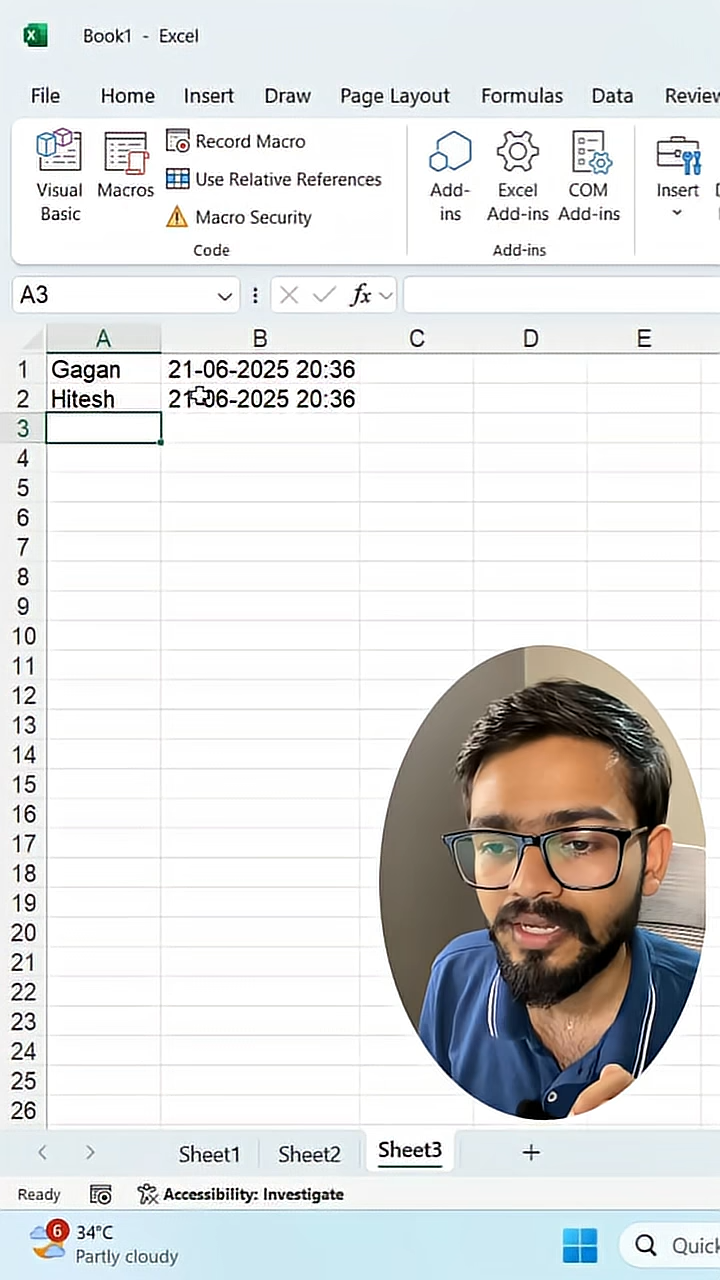 Book1 - Excel
File Home Insert Draw Page Layout Formulas Data Review
Visual Basic
Macros
Record Macro
Use Relative References
Macro Security
Code
Add-ins
Excel Add-ins
COM Add-ins
Add-ins
Insert
A3
fx
A B C D E
1 Gagan 21-06-2025 20:36
2 Hitesh 21-06-2025 20:36
3
4
5
6
7
8
9
10
11
12
13
14
15
16
17
18
19
20
21
22
23
24
25
26
Sheet1 Sheet2 Sheet3 +
Ready Accessibility: Investigate
6 34°C
Partly cloudy